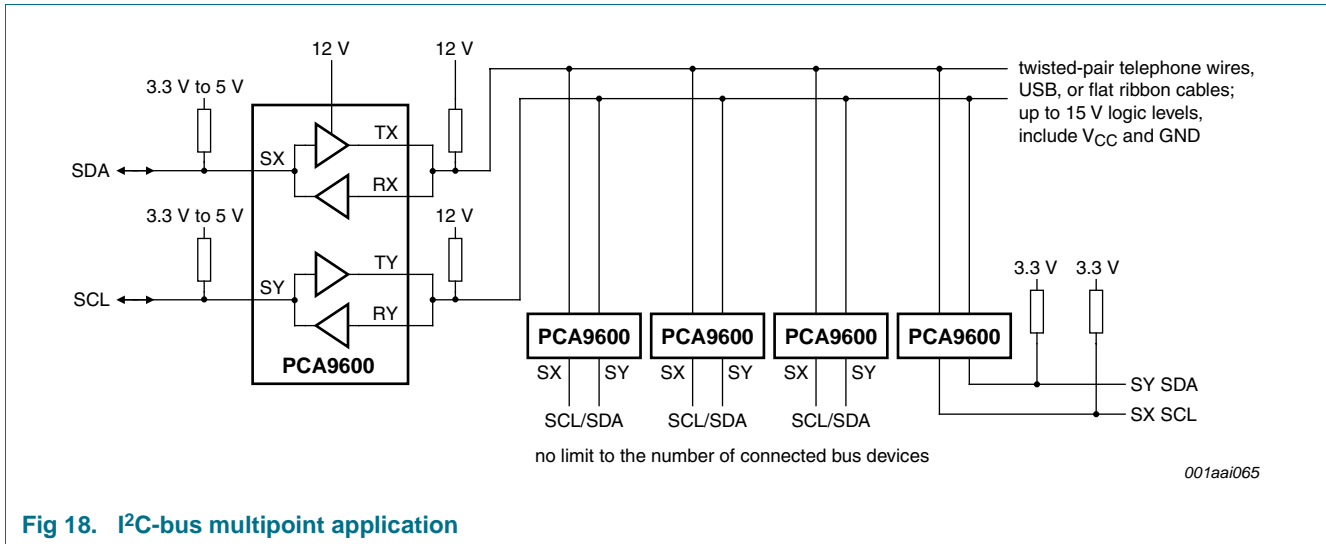 12 V
12 V
3.3 V to 5 V
TX
SX
SDA
RX
3.3 V to 5 V
12 V
TY
SY
SCL
RY
PCA9600
twisted-pair telephone wires,
USB, or flat ribbon cables;
up to 15 V logic levels,
include VCC and GND
3.3 V 3.3 V
PCA9600 PCA9600 PCA9600 PCA9600
SX SY SX SY SX SY
SCL/SDA SCL/SDA SCL/SDA
SY SDA
SX SCL
no limit to the number of connected bus devices
001aai065
Fig 18. I²C-bus multipoint application